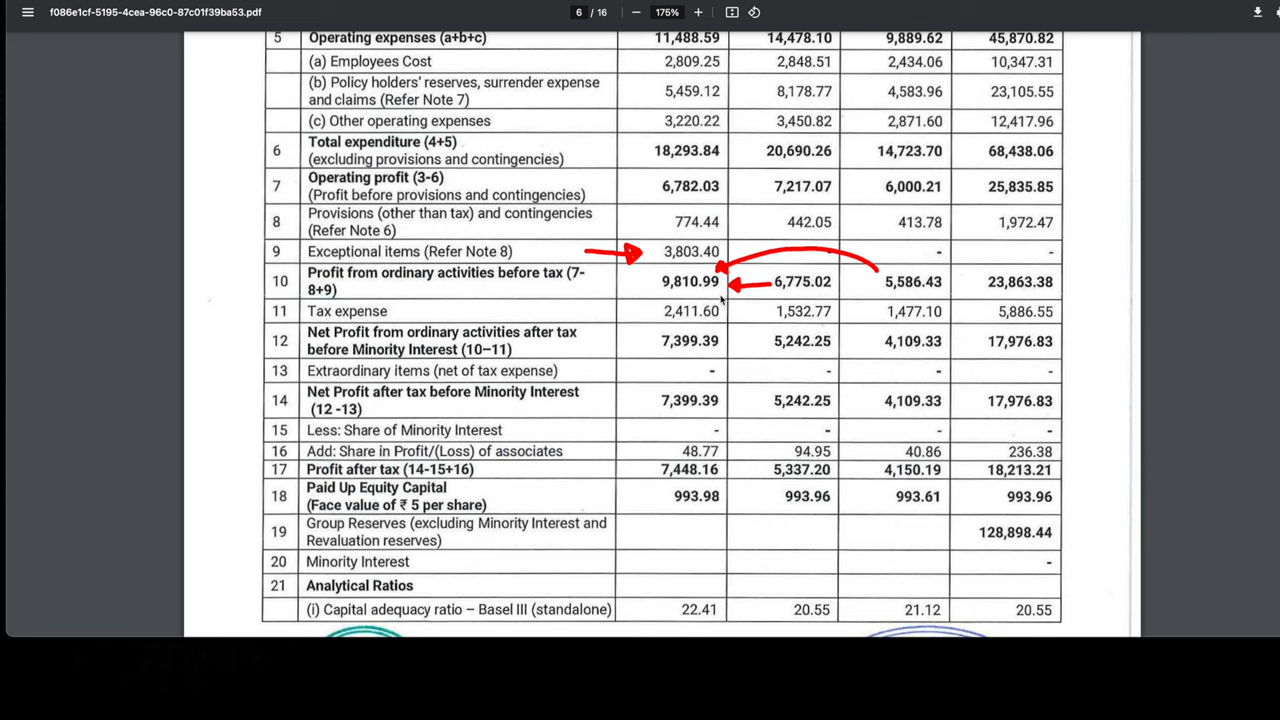 f086e1cf-5195-4cea-96c0-87c01f39ba53.pdf 6 / 16 175%
5 Operating expenses (a+b+c) 11,488.59 14,478.10 9,889.62 45,870.82
(a) Employees Cost 2,809.25 2,848.51 2,434.06 10,347.31
(b) Policy holders' reserves, surrender expense
and claims (Refer Note 7) 5,459.12 8,178.77 4,583.96 23,105.55
(c) Other operating expenses 3,220.22 3,450.82 2,871.60 12,417.96
6 Total expenditure (4+5)
(excluding provisions and contingencies) 18,293.84 20,690.26 14,723.70 68,438.06
7 Operating profit (3-6)
(Profit before provisions and contingencies) 6,782.03 7,217.07 6,000.21 25,835.85
8 Provisions (other than tax) and contingencies
(Refer Note 6) 774.44 442.05 413.78 1,972.47
9 Exceptional items (Refer Note 8) 3,803.40 - -
10 Profit from ordinary activities before tax (7-
8+9) 9,810.99 6,775.02 5,586.43 23,863.38
11 Tax expense 2,411.60 1,532.77 1,477.10 5,886.55
12 Net Profit from ordinary activities after tax
before Minority Interest (10–11) 7,399.39 5,242.25 4,109.33 17,976.83
13 Extraordinary items (net of tax expense) - - - -
14 Net Profit after tax before Minority Interest
(12 -13) 7,399.39 5,242.25 4,109.33 17,976.83
15 Less: Share of Minority Interest - - - -
16 Add: Share in Profit/(Loss) of associates 48.77 94.95 40.86 236.38
17 Profit after tax (14-15+16) 7,448.16 5,337.20 4,150.19 18,213.21
18 Paid Up Equity Capital
(Face value of ₹ 5 per share) 993.98 993.96 993.61 993.96
19 Group Reserves (excluding Minority Interest and
Revaluation reserves) 128,898.44
20 Minority Interest -
21 Analytical Ratios
(i) Capital adequacy ratio – Basel III (standalone) 22.41 20.55 21.12 20.55